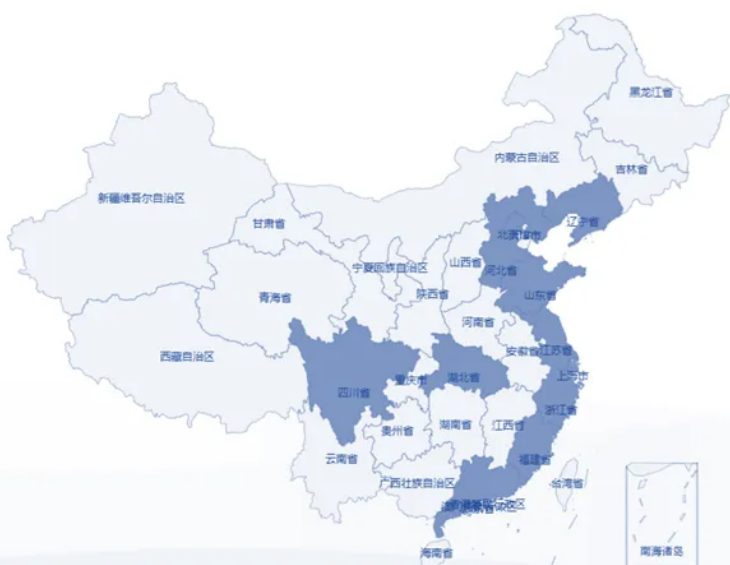 黑龙江省
内蒙古自治区
吉林省
新疆维吾尔自治区
甘肃省
辽宁省
北京市
山西省
宁夏回族自治区
河北省
陕西省
青海省
山东省
河南省
安徽省
江苏省
西藏自治区
重庆市
湖北省
上海市
四川省
浙江省
湖南省
江西省
贵州省
云南省
福建省
广西壮族自治区
台湾省
海南省
南海诸岛